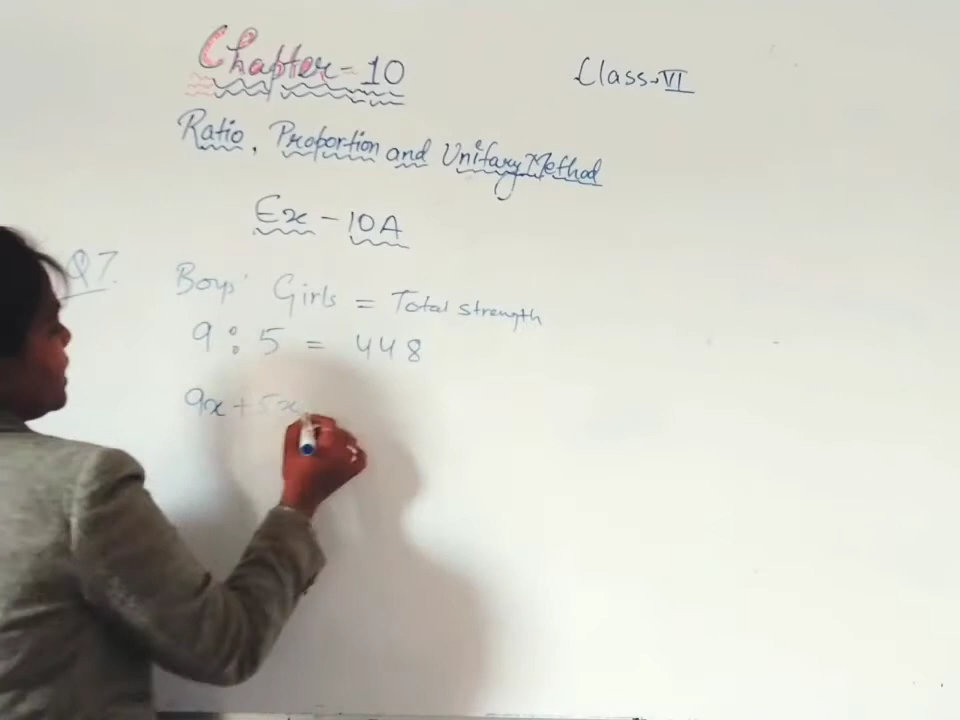 Chapter-10
Class-VI
Ratio, Proportion and Unitary Method
Ex - 10A
Q7.
Boys' Girls = Total strength
9 : 5 = 448
9x + 5x